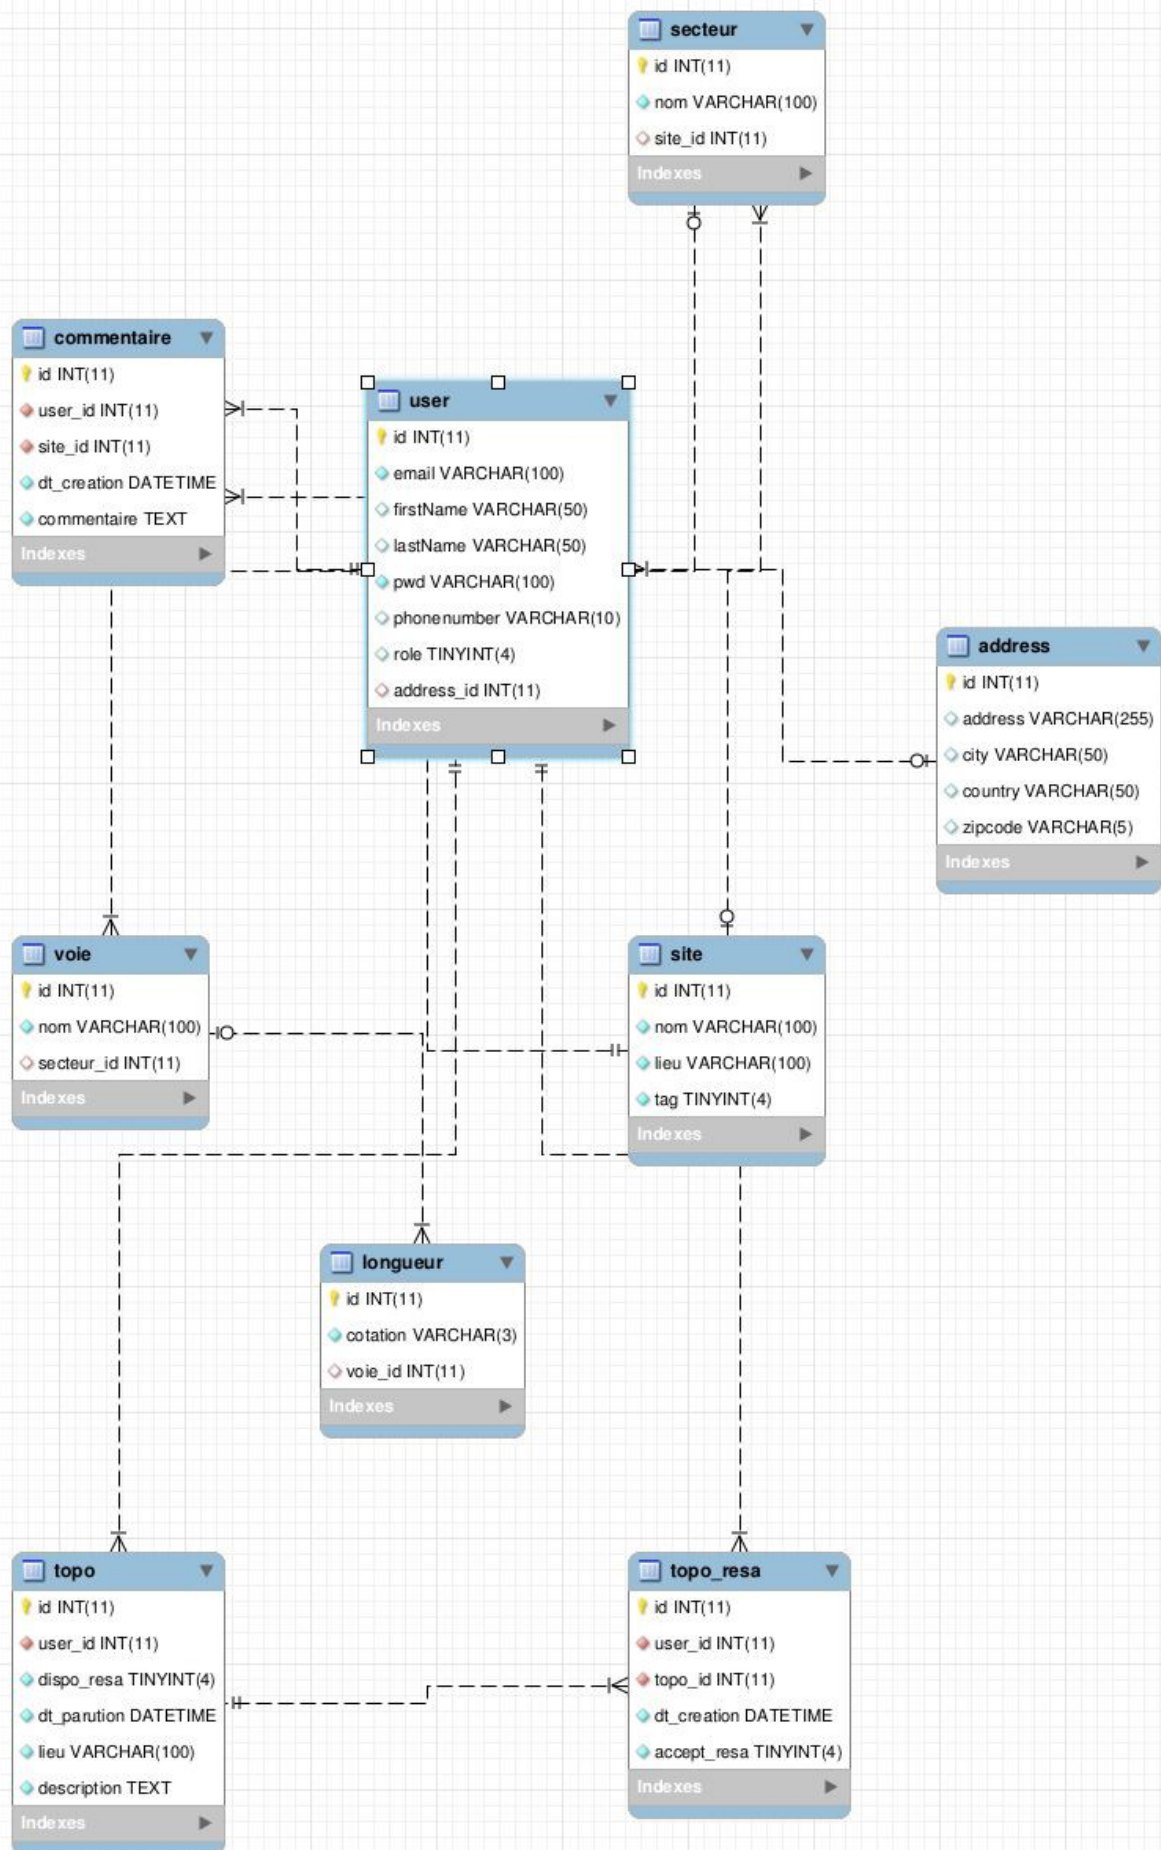 secteur
id INT(11)
nom VARCHAR(100)
site_id INT(11)
Indexes
commentaire
id INT(11)
user_id INT(11)
site_id INT(11)
dt_creation DATETIME
commentaire TEXT
Indexes
user
id INT(11)
email VARCHAR(100)
firstName VARCHAR(50)
lastName VARCHAR(50)
pwd VARCHAR(100)
phonenumber VARCHAR(10)
role TINYINT(4)
address_id INT(11)
Indexes
address
id INT(11)
address VARCHAR(255)
city VARCHAR(50)
country VARCHAR(50)
zipcode VARCHAR(5)
Indexes
voie
id INT(11)
nom VARCHAR(100)
secteur_id INT(11)
Indexes
site
id INT(11)
nom VARCHAR(100)
lieu VARCHAR(100)
tag TINYINT(4)
Indexes
longueur
id INT(11)
cotation VARCHAR(3)
voie_id INT(11)
Indexes
topo
id INT(11)
user_id INT(11)
dispo_resa TINYINT(4)
dt_parution DATETIME
lieu VARCHAR(100)
description TEXT
Indexes
topo_resa
id INT(11)
user_id INT(11)
topo_id INT(11)
dt_creation DATETIME
accept_resa TINYINT(4)
Indexes